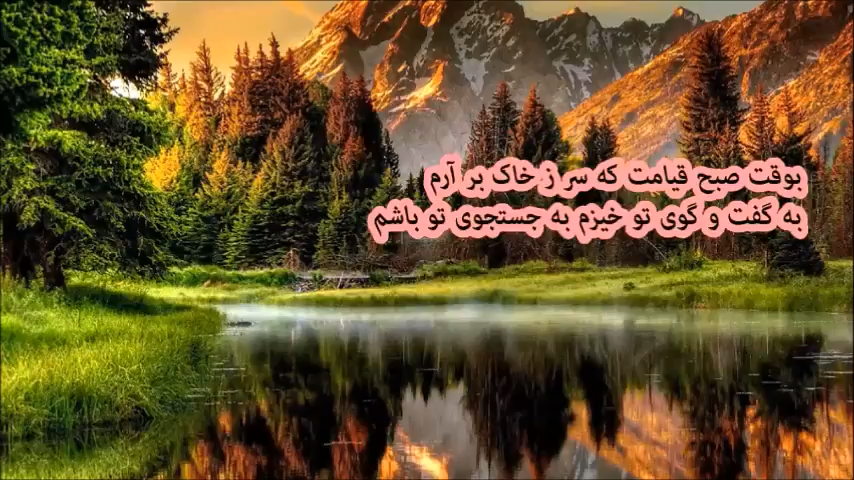 بوقت صبح قیامت که سر ز خاک بر آرم
به گفت و گوی تو خیزم به جستجوی تو باشم